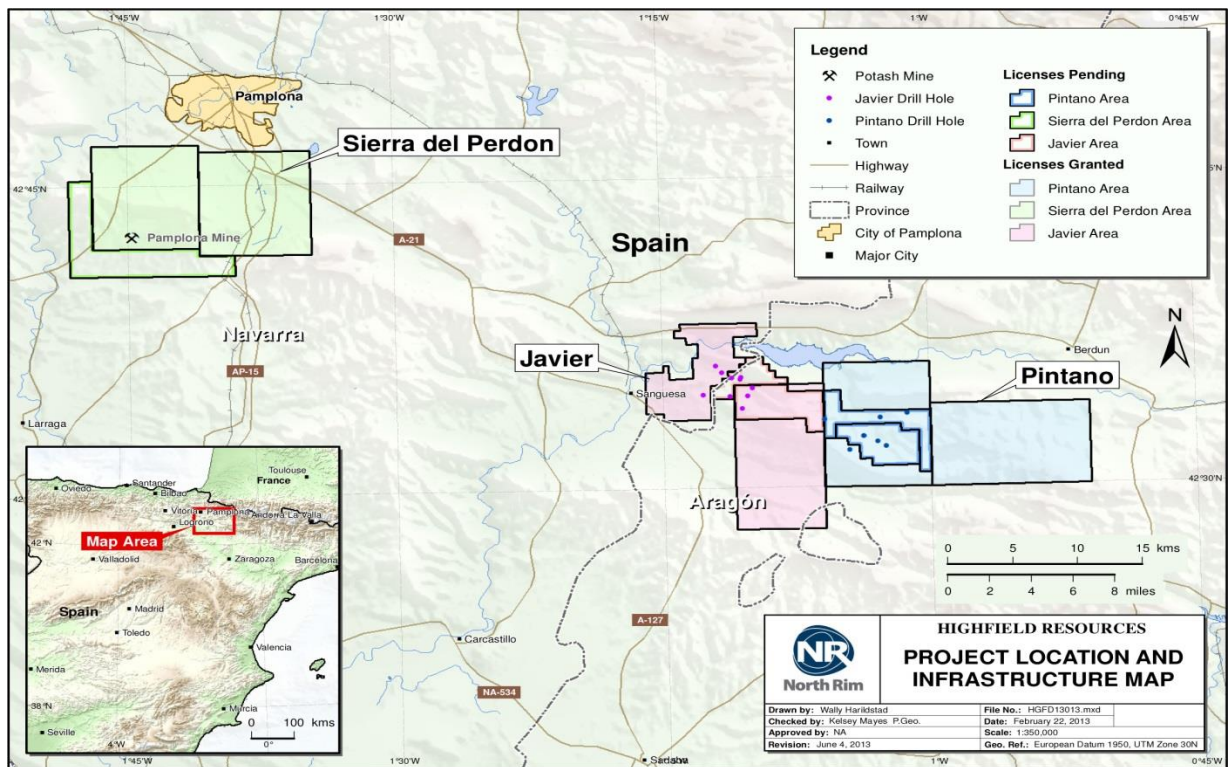 1°45'W
1°30'W
1°15'W
1°W
0°45'W
Pamplona
Sierra del Perdon
42°45'N
Pamplona Mine
A-21
Spain
Navarra
AP-15
Javier
Sanguesa
Berdun
Pintano
Larraga
42°30'N
Aragón
A-127
Carcastillo
NA-534
Legend
Potash Mine
Javier Drill Hole
Pintano Drill Hole
Town
Highway
Railway
Province
City of Pamplona
Major City
Licenses Pending
Pintano Area
Sierra del Perdon Area
Javier Area
Licenses Granted
Pintano Area
Sierra del Perdon Area
Javier Area
N
0 5 10 15 kms
0 2 4 6 8 miles
Toulouse
France
Santander
Oviedo
Bilbao
Vitoria
Pamplona
Andorra La Vella
Logrono
Map Area
42°N
Valladolid
Zaragoza
Barcelona
Spain
Madrid
Toledo
Valencia
Merida
38°N
Murcia
Seville
4°W
0°
0 100 kms
1°45'W
1°30'W
Sadaba
1°W
0°45'W
NR
North Rim
HIGHFIELD RESOURCES
PROJECT LOCATION AND
INFRASTRUCTURE MAP
Drawn by: Wally Harildstad
File No.: HGFD13013.mxd
Checked by: Kelsey Mayes P.Geo.
Date: February 22, 2013
Approved by: NA
Scale: 1:350,000
Revision: June 4, 2013
Geo. Ref.: European Datum 1950, UTM Zone 30N